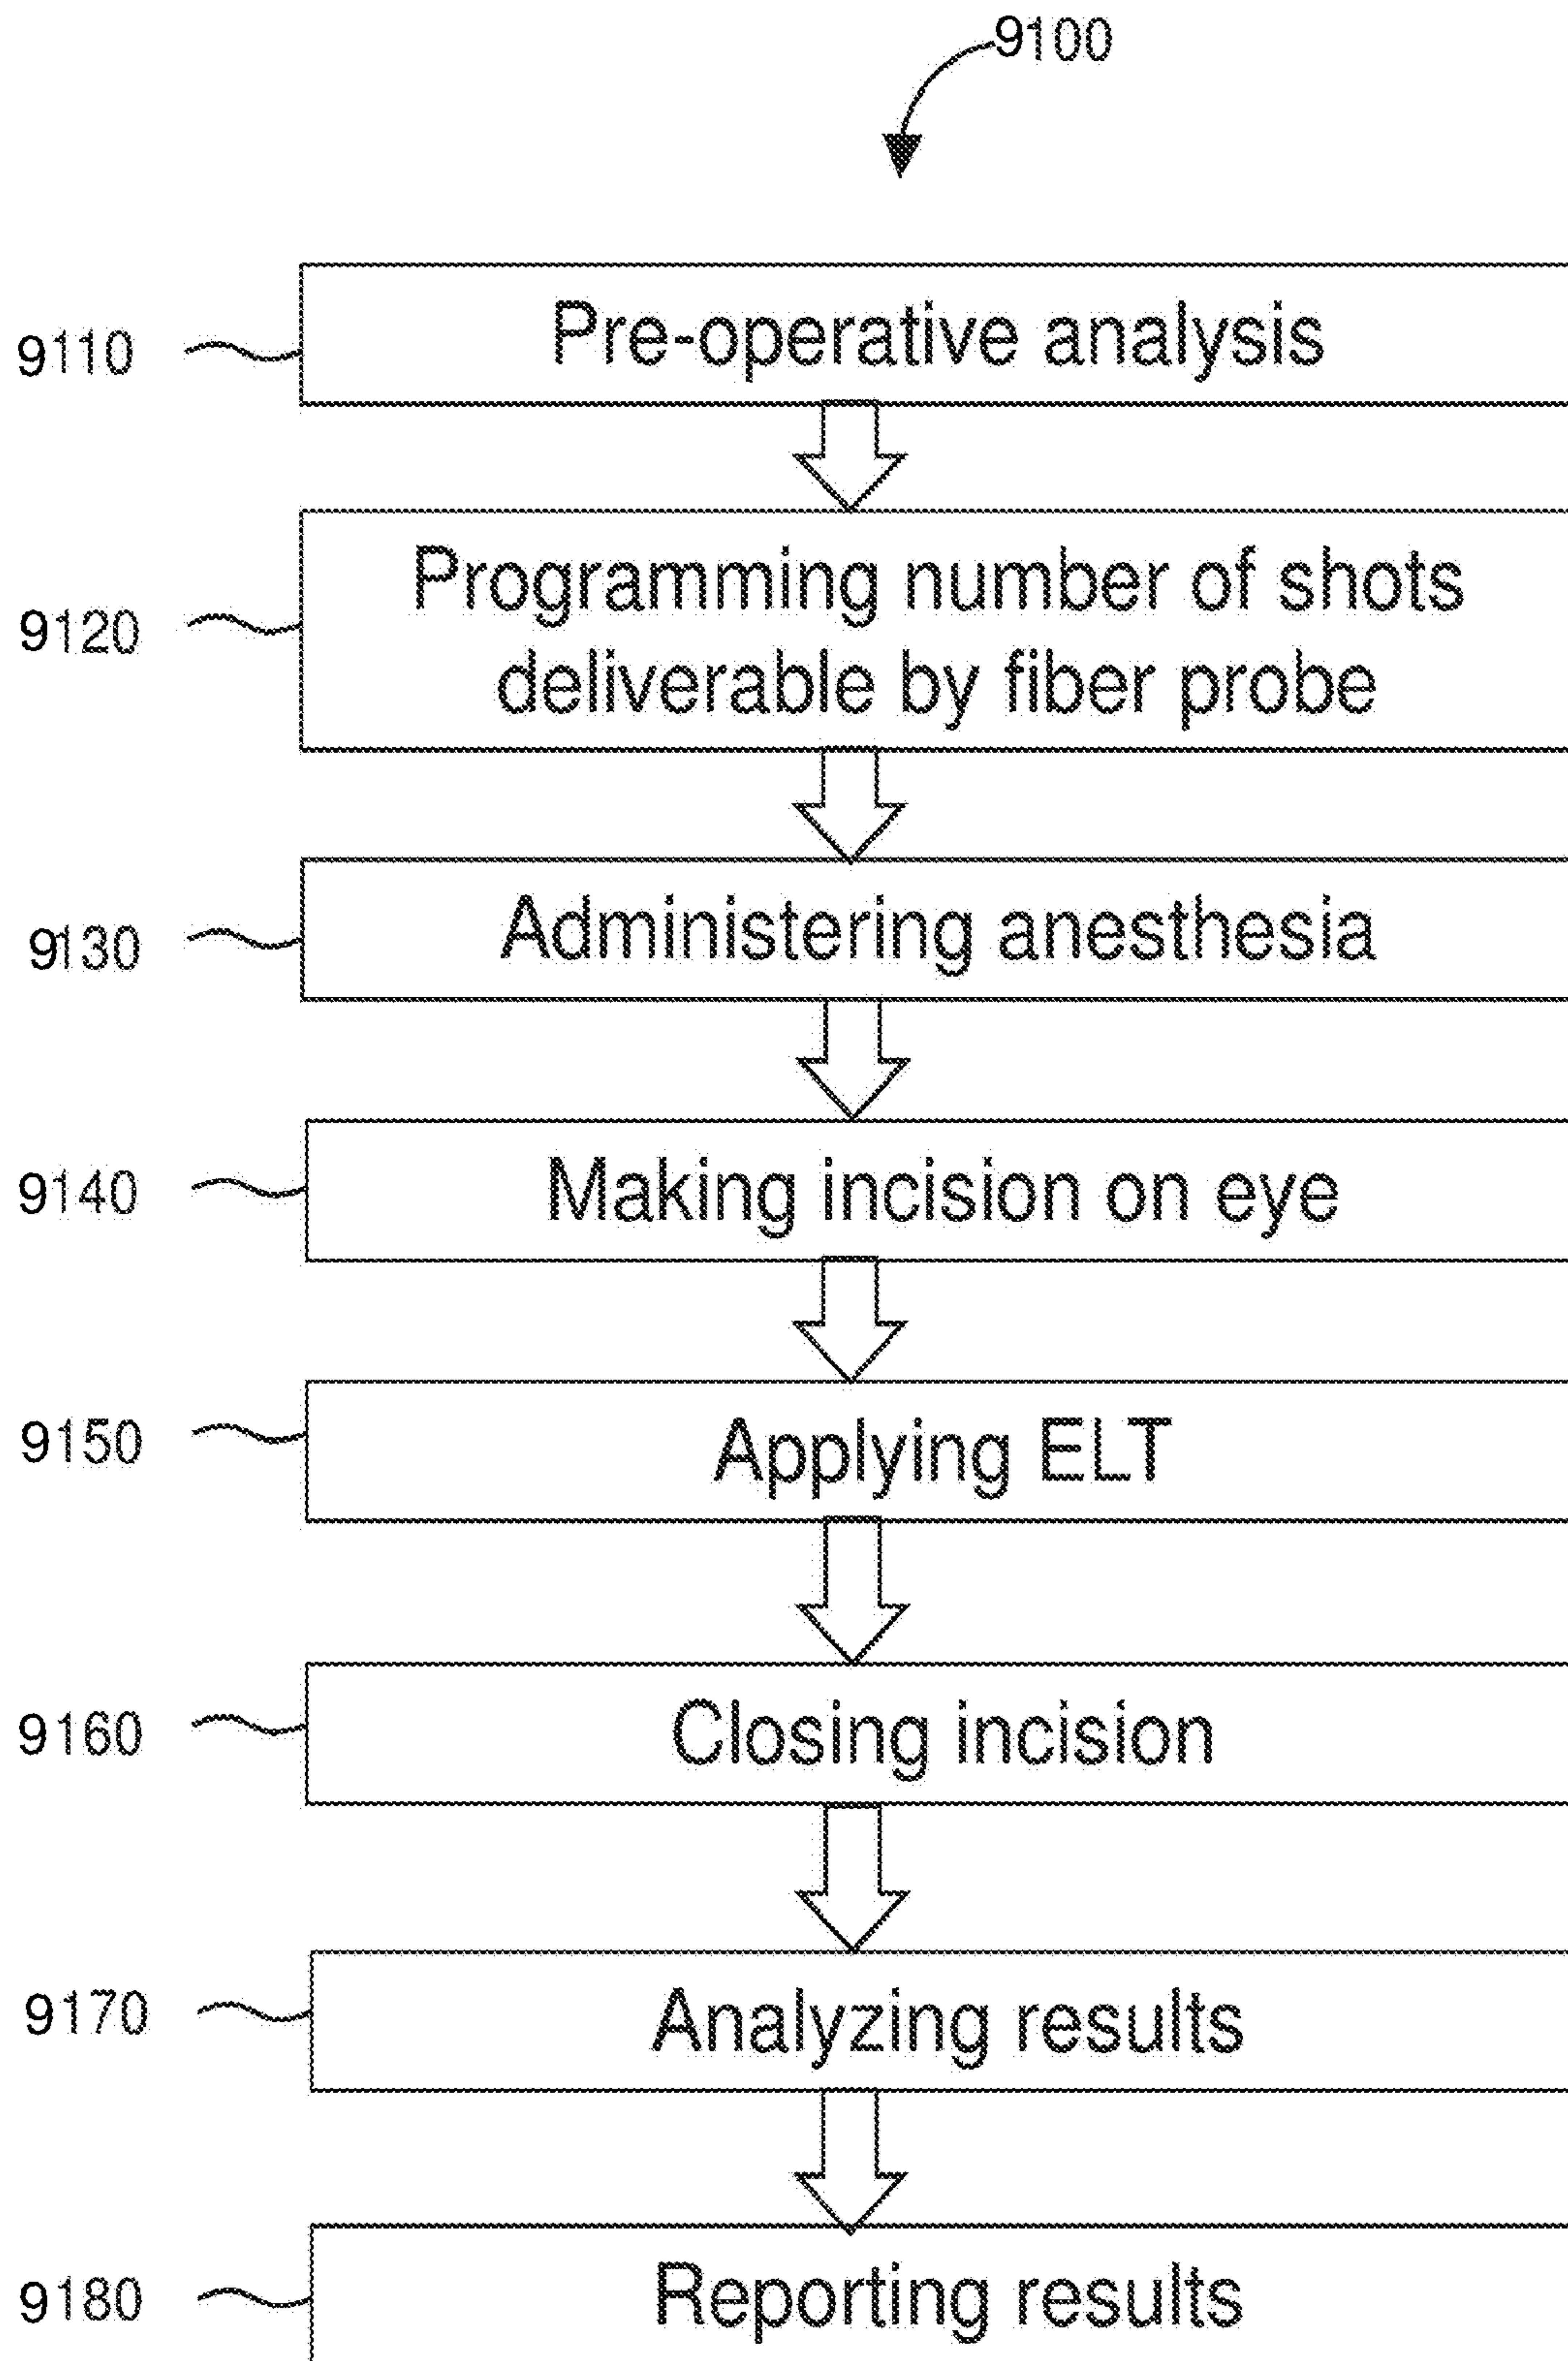 9100
9110
Pre-operative analysis
9120
Programming number of shots
deliverable by fiber probe
9130
Administering anesthesia
9140
Making incision on eye
9150
Applying ELT
9160
Closing incision
9170
Analyzing results
9180
Reporting results